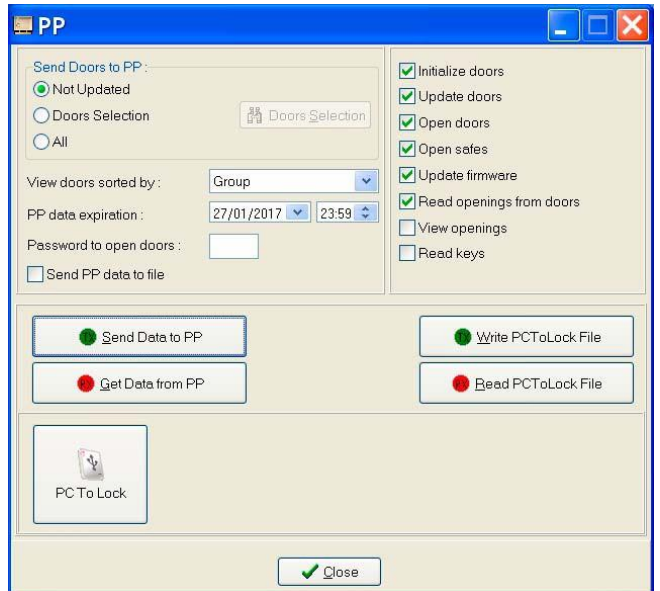 PP
Send Doors to PP :
Not Updated
Doors Selection
Doors Selection
All
View doors sorted by :
Group
PP data expiration :
27/01/2017
23:59
Password to open doors :
Send PP data to file
Initialize doors
Update doors
Open doors
Open safes
Update firmware
Read openings from doors
View openings
Read keys
Send Data to PP
Write PCToLock File
Get Data from PP
Read PCToLock File
PC To Lock
Close